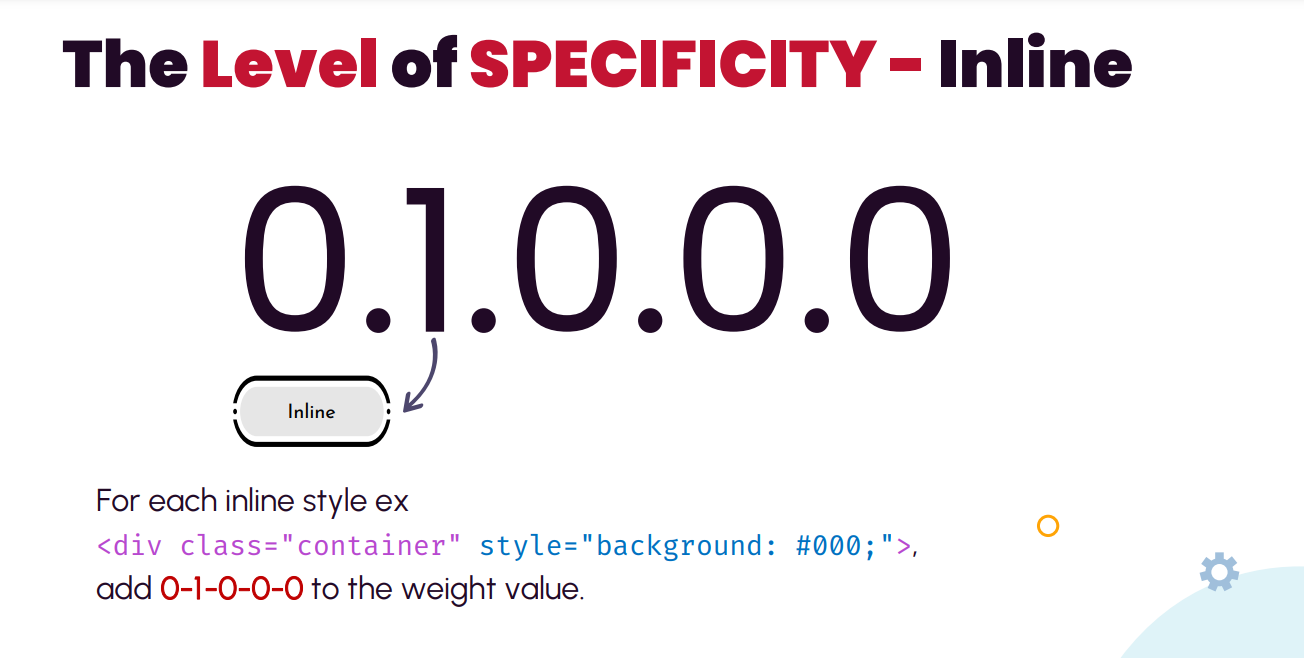 The Level of SPECIFICITY – Inline
0.1.0.0.0
Inline
For each inline style ex
<div class="container" style="background: #000;">,
add 0-1-0-0-0 to the weight value.